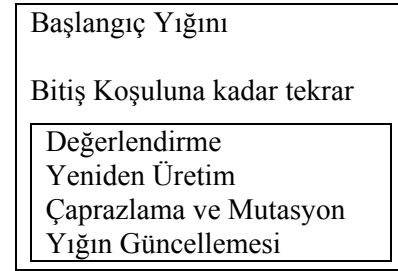 Başlangıç Yığını
Bitiş Koşuluna kadar tekrar
Değerlendirme
Yeniden Üretim
Çaprazlama ve Mutasyon
Yığın Güncellemesi